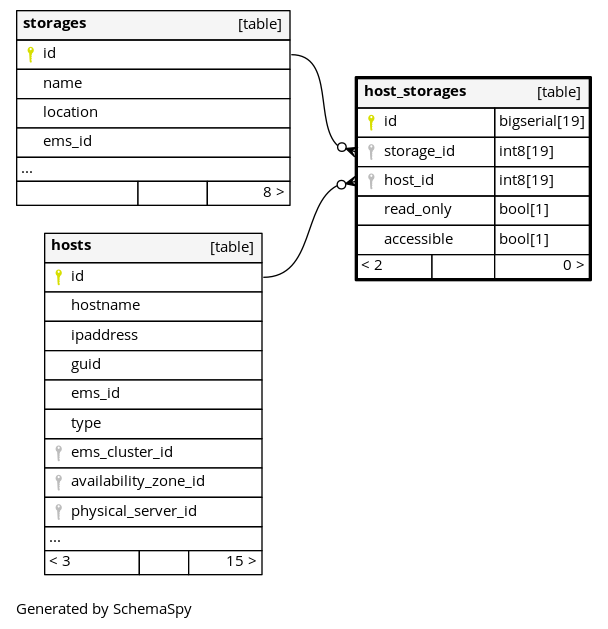 storages [table]
id
name
location
ems_id
...
8 >
host_storages [table]
id bigserial[19]
storage_id int8[19]
host_id int8[19]
read_only bool[1]
accessible bool[1]
< 2 0 >
hosts [table]
id
hostname
ipaddress
guid
ems_id
type
ems_cluster_id
availability_zone_id
physical_server_id
...
< 3 15 >
Generated by SchemaSpy